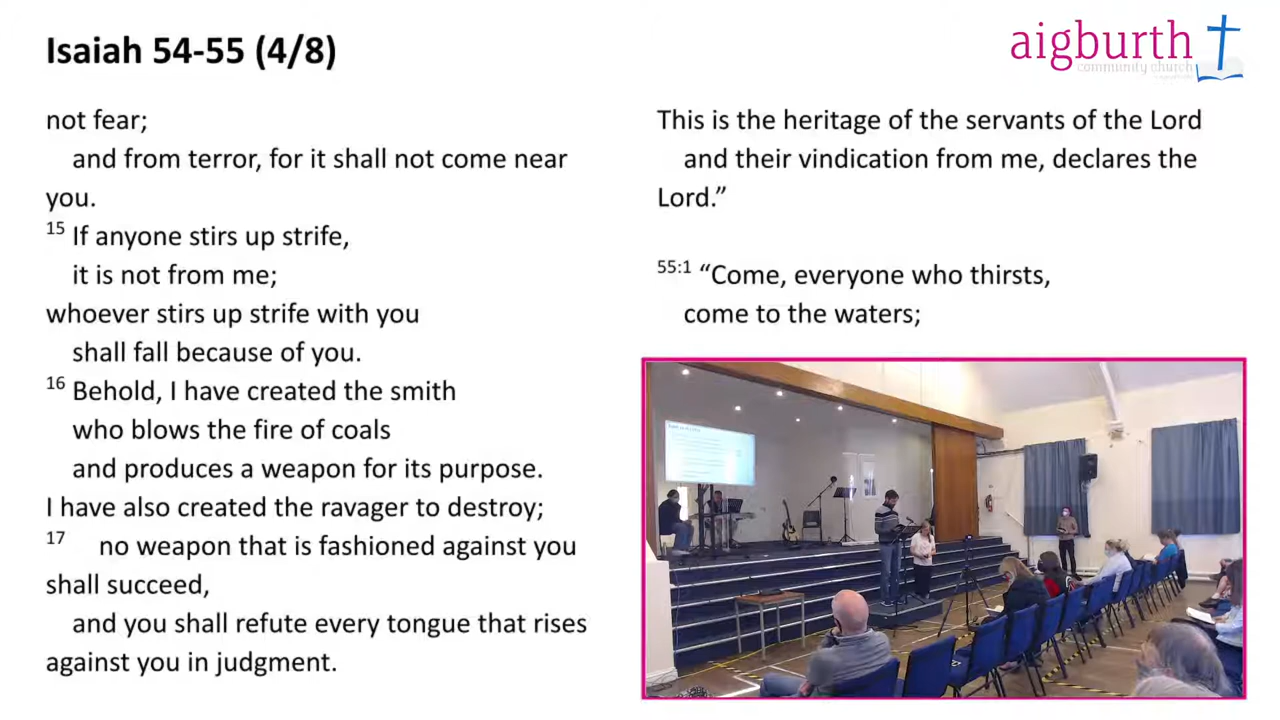 Isaiah 54-55 (4/8)
aigburth
community church
not fear;
and from terror, for it shall not come near
you.
15 If anyone stirs up strife,
it is not from me;
whoever stirs up strife with you
shall fall because of you.
16 Behold, I have created the smith
who blows the fire of coals
and produces a weapon for its purpose.
I have also created the ravager to destroy;
17 no weapon that is fashioned against you
shall succeed,
and you shall refute every tongue that rises
against you in judgment.
This is the heritage of the servants of the Lord
and their vindication from me, declares the
Lord.”
55:1 “Come, everyone who thirsts,
come to the waters;